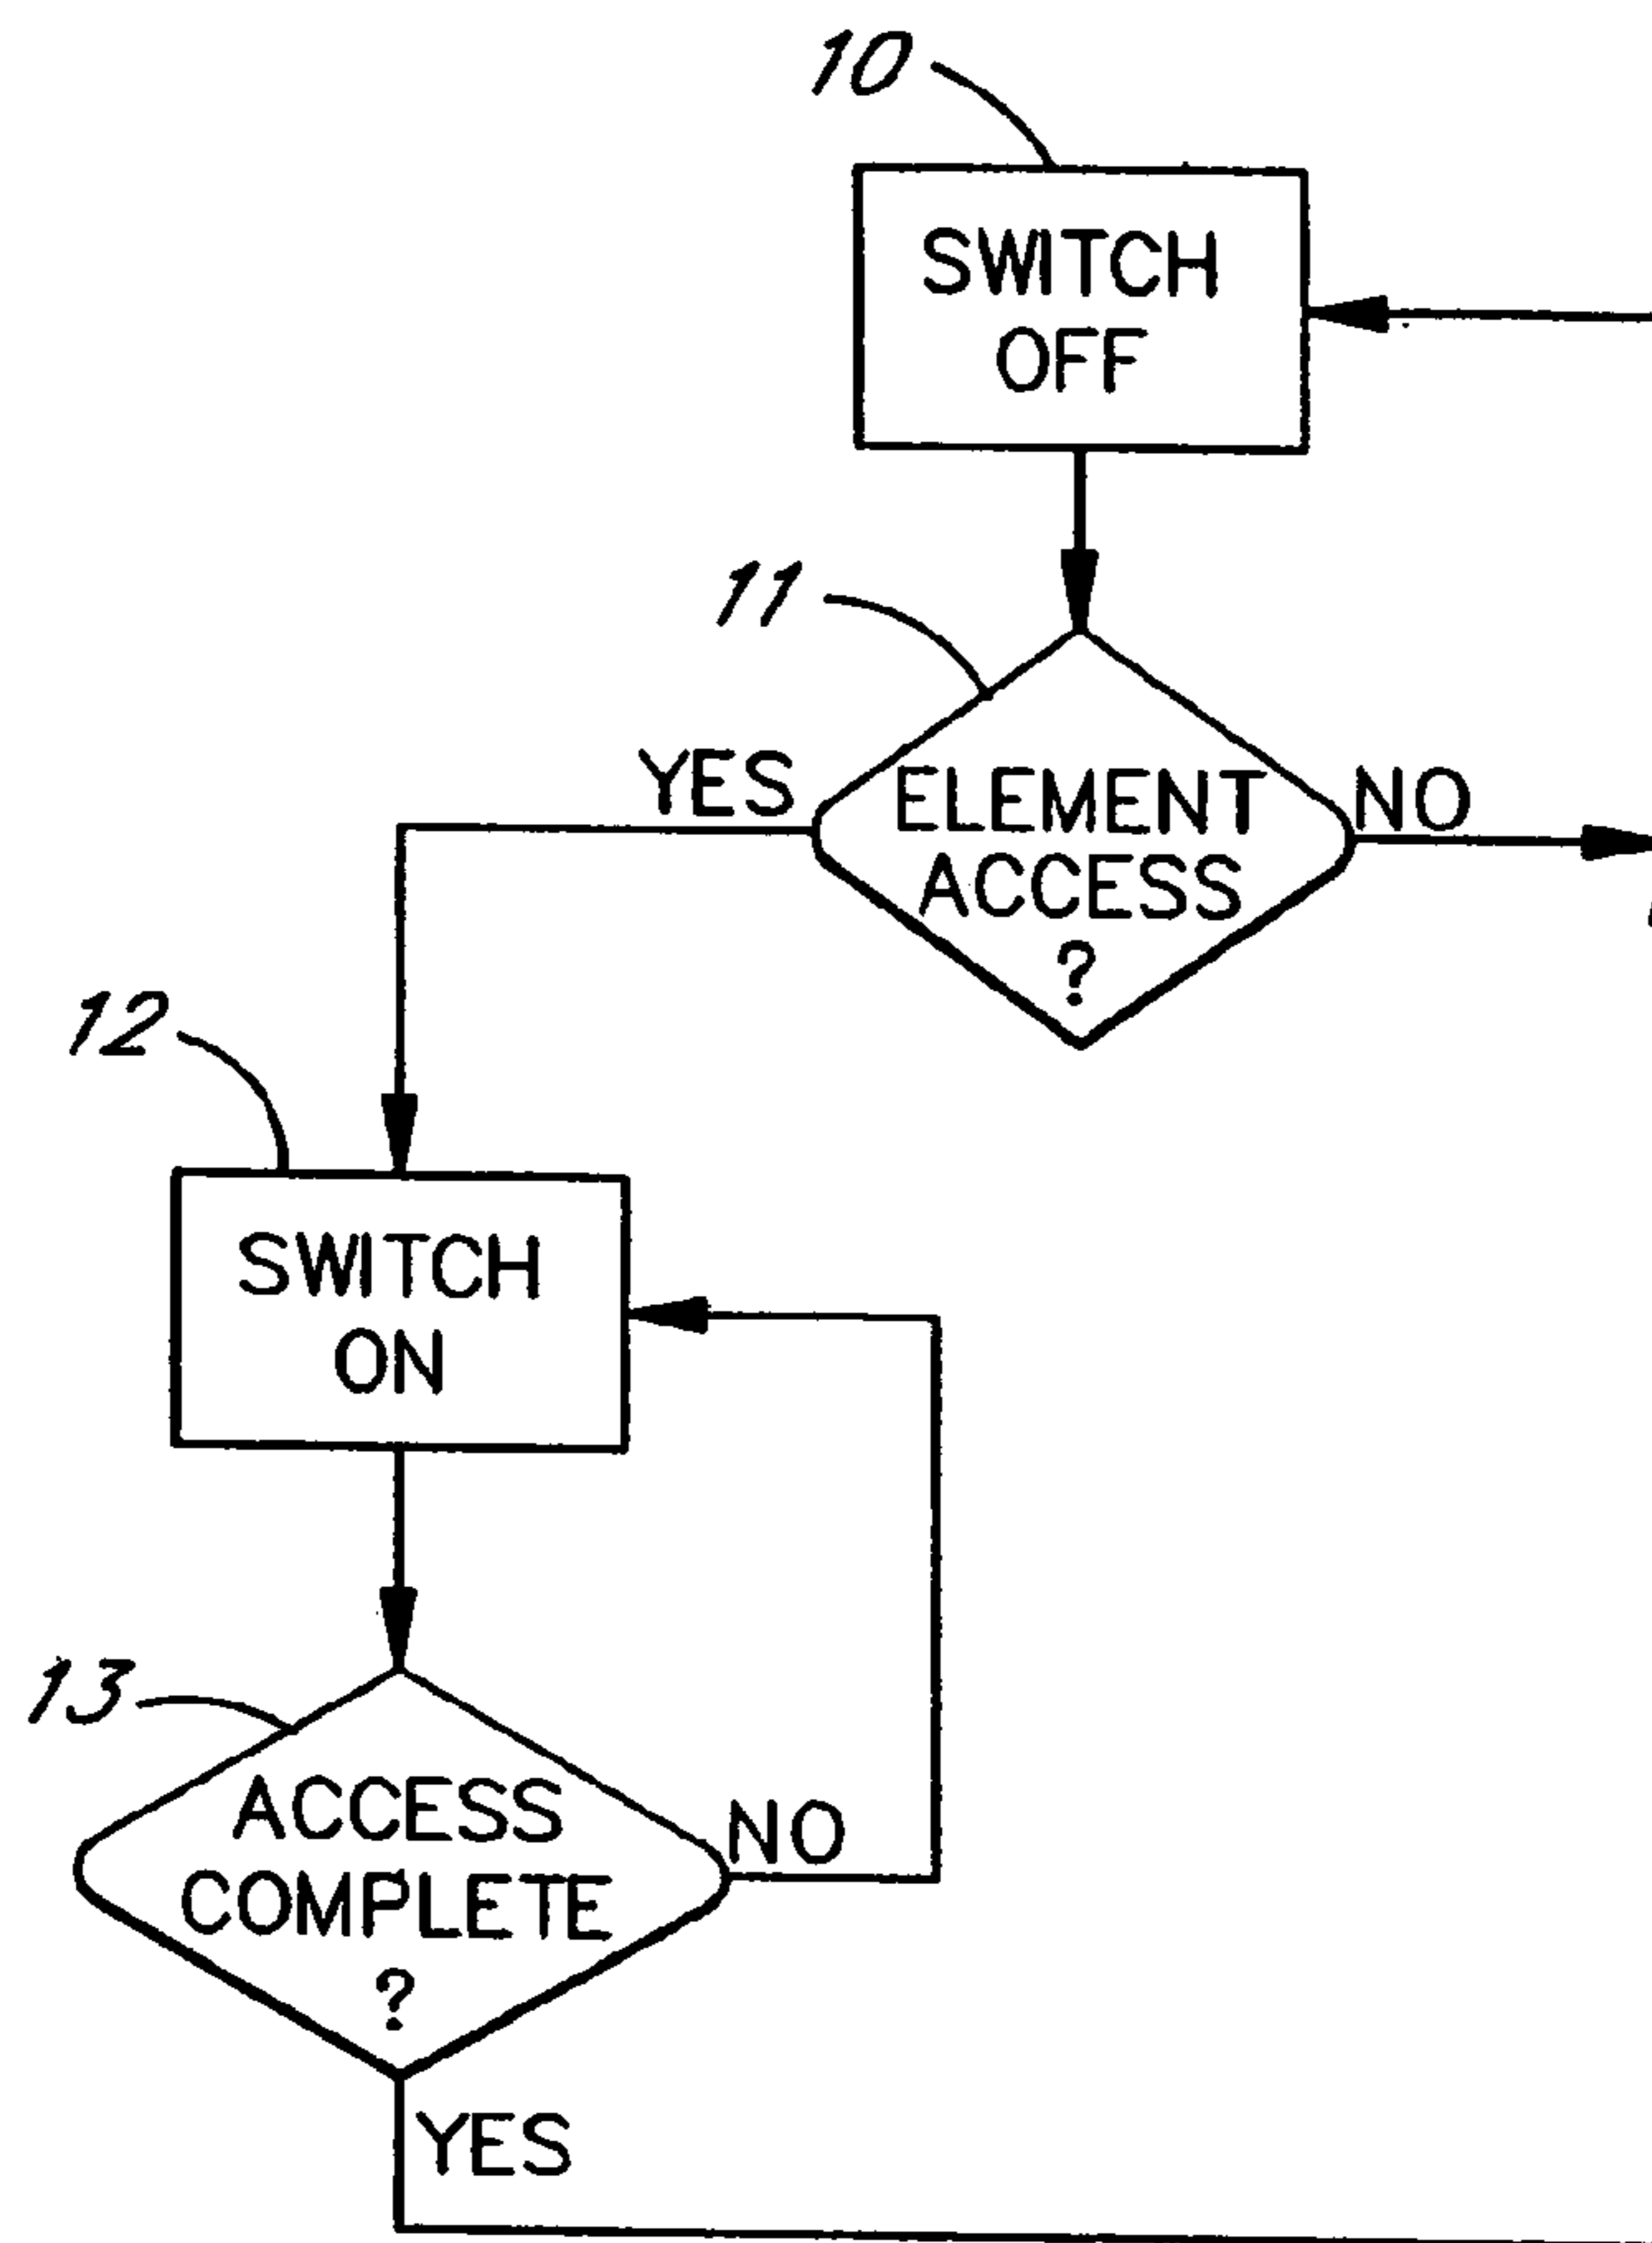 10
SWITCH
OFF
11
YES
ELEMENT
ACCESS
?
NO
12
SWITCH
ON
13
ACCESS
COMPLETE
?
NO
YES